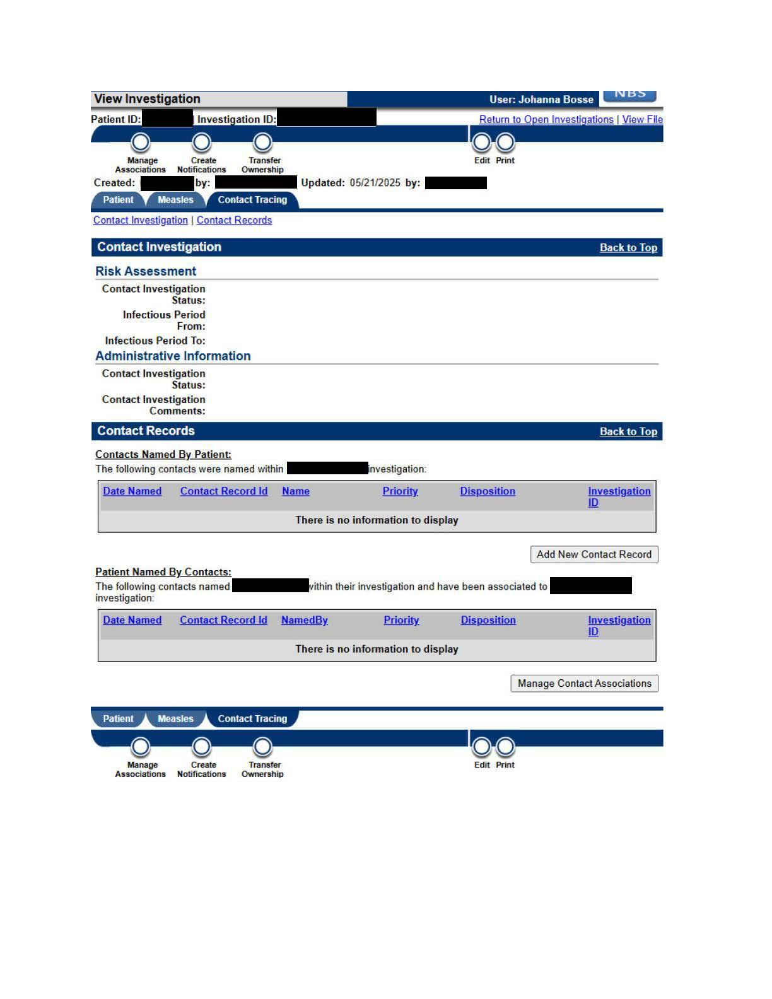 View Investigation User: Johanna Bosse NBS
Patient ID: | Investigation ID: Return to Open Investigations | View File
Manage Associations Create Notifications Transfer Ownership Edit Print
Created: by: Updated: 05/21/2025 by:
Patient Measles Contact Tracing
Contact Investigation | Contact Records
Contact Investigation Back to Top
Risk Assessment
Contact Investigation
Status:
Infectious Period
From:
Infectious Period To:
Administrative Information
Contact Investigation
Status:
Contact Investigation
Comments:
Contact Records Back to Top
Contacts Named By Patient:
The following contacts were named within investigation:
Date Named Contact Record Id Name Priority Disposition Investigation
ID
There is no information to display
Add New Contact Record
Patient Named By Contacts:
The following contacts named within their investigation and have been associated to
investigation:
Date Named Contact Record Id NamedBy Priority Disposition Investigation
ID
There is no information to display
Manage Contact Associations
Patient Measles Contact Tracing
Manage Associations Create Notifications Transfer Ownership Edit Print